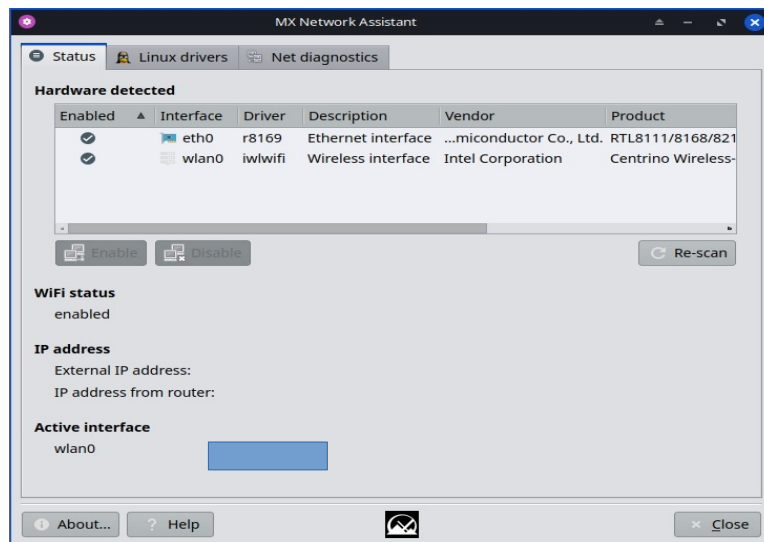 MX Network Assistant
Status Linux drivers Net diagnostics
Hardware detected
Enabled Interface Driver Description Vendor Product
eth0 r8169 Ethernet interface ...miconductor Co., Ltd. RTL8111/8168/821
wlan0 iwlwifi Wireless interface Intel Corporation Centrino Wireless-
Enable Disable Re-scan
WiFi status
enabled
IP address
External IP address:
IP address from router:
Active interface
wlan0
About... ? Help Close